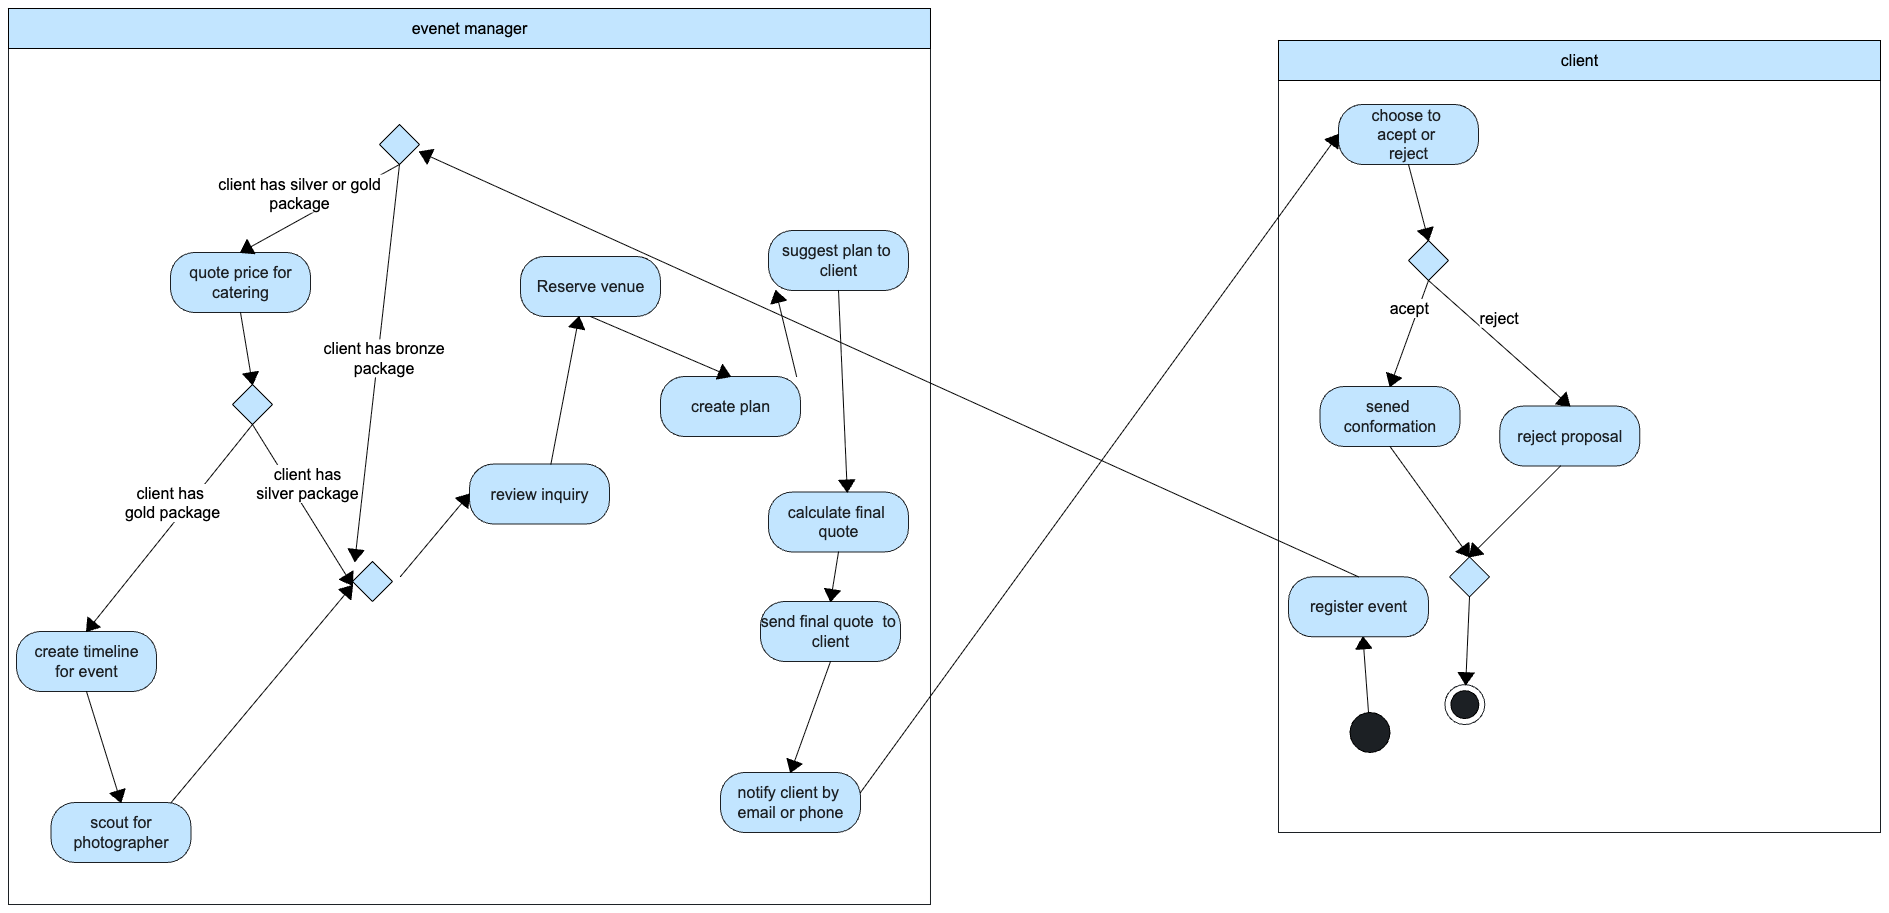 evenet manager
client has silver or gold
package
quote price for
catering
client has bronze
package
client has
silver package
client has
gold package
create timeline
for event
scout for
photographer
review inquiry
Reserve venue
create plan
suggest plan to
client
calculate final
quote
send final quote  to
client
notify client by
email or phone
client
choose to
acept or
reject
acept
reject
sened
conformation
reject proposal
register event